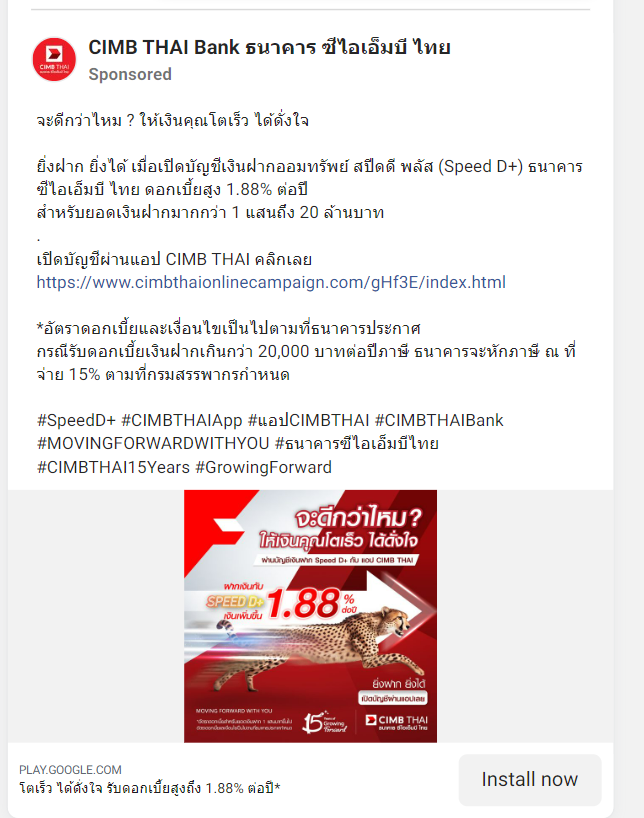 CIMB THAI Bank ธนาคาร ซีไอเอ็มบี ไทย
Sponsored
จะดีกว่าไหม ? ให้เงินคุณโตเร็ว ได้ดั่งใจ
ยิ่งฝาก ยิ่งได้ เมื่อเปิดบัญชีเงินฝากออมทรัพย์ สปีดดี พลัส (Speed D+) ธนาคาร
ซีไอเอ็มบี ไทย ดอกเบี้ยสูง 1.88% ต่อปี
สำหรับยอดเงินฝากมากกว่า 1 แสนถึง 20 ล้านบาท
.
เปิดบัญชีผ่านแอป CIMB THAI คลิกเลย
https://www.cimbthaionlinecampaign.com/gHf3E/index.html
*อัตราดอกเบี้ยและเงื่อนไขเป็นไปตามที่ธนาคารประกาศ
กรณีรับดอกเบี้ยเงินฝากเกินกว่า 20,000 บาทต่อปีภาษี ธนาคารจะหักภาษี ณ ที่
จ่าย 15% ตามที่กรมสรรพากรกำหนด
#SpeedD+ #CIMBTHAIApp #แอปCIMBTHAI #CIMBTHAIBank
#MOVINGFORWARDWITHYOU #ธนาคารซีไอเอ็มบีไทย
#CIMBTHAI15Years #GrowingForward
จะดีกว่าไหม?
ให้เงินคุณโตเร็ว ได้ดั่งใจ
ผ่านบัญชีเงินฝาก Speed D+ กับ แอป CIMB THAI
ฝากเงินกับ
SPEED D+
เงินเพิ่มขึ้น
1.88 % ต่อปี
ยิ่งฝาก ยิ่งได้
เปิดบัญชีผ่านแอปเลย
MOVING FORWARD WITH YOU
15 Years of Growing Forward
CIMB THAI
ธนาคาร ซีไอเอ็มบี ไทย
PLAY.GOOGLE.COM
โตเร็ว ได้ดั่งใจ รับดอกเบี้ยสูงถึง 1.88% ต่อปี*
Install now